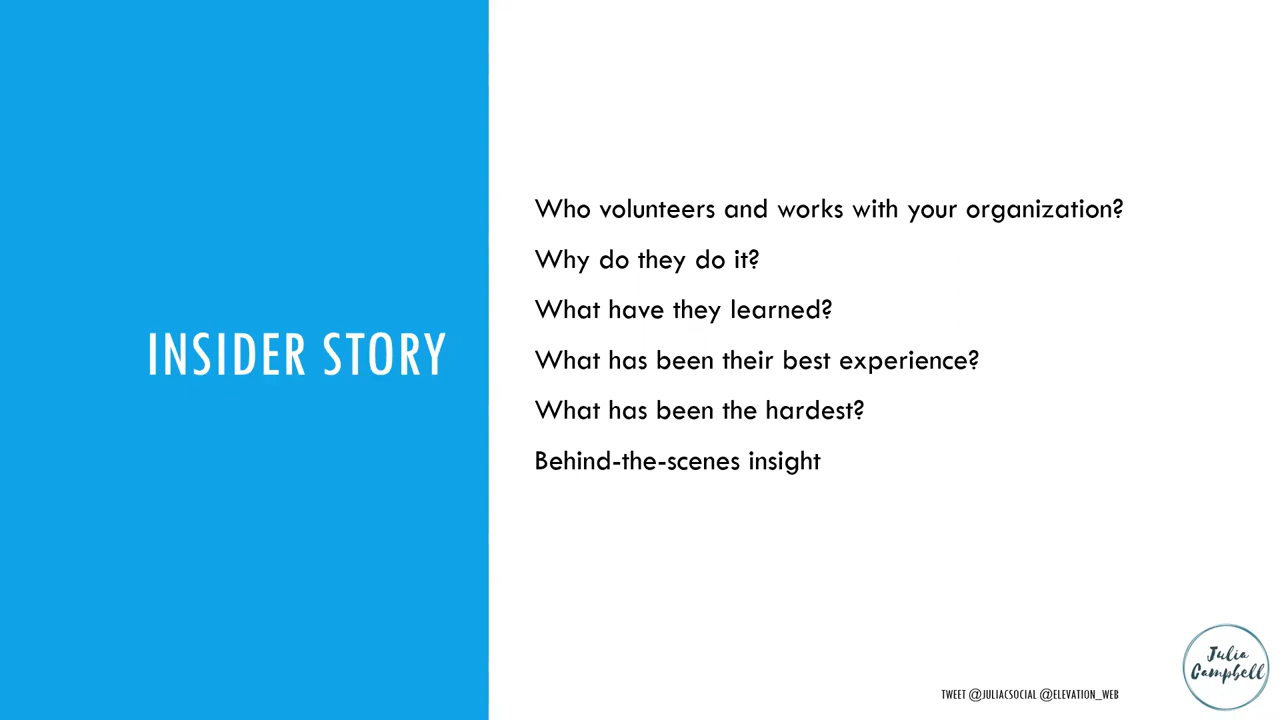 INSIDER STORY
Who volunteers and works with your organization?
Why do they do it?
What have they learned?
What has been their best experience?
What has been the hardest?
Behind-the-scenes insight
TWEET @JULIACSOCIAL @ELEVATION_WEB
Julia
Campbell